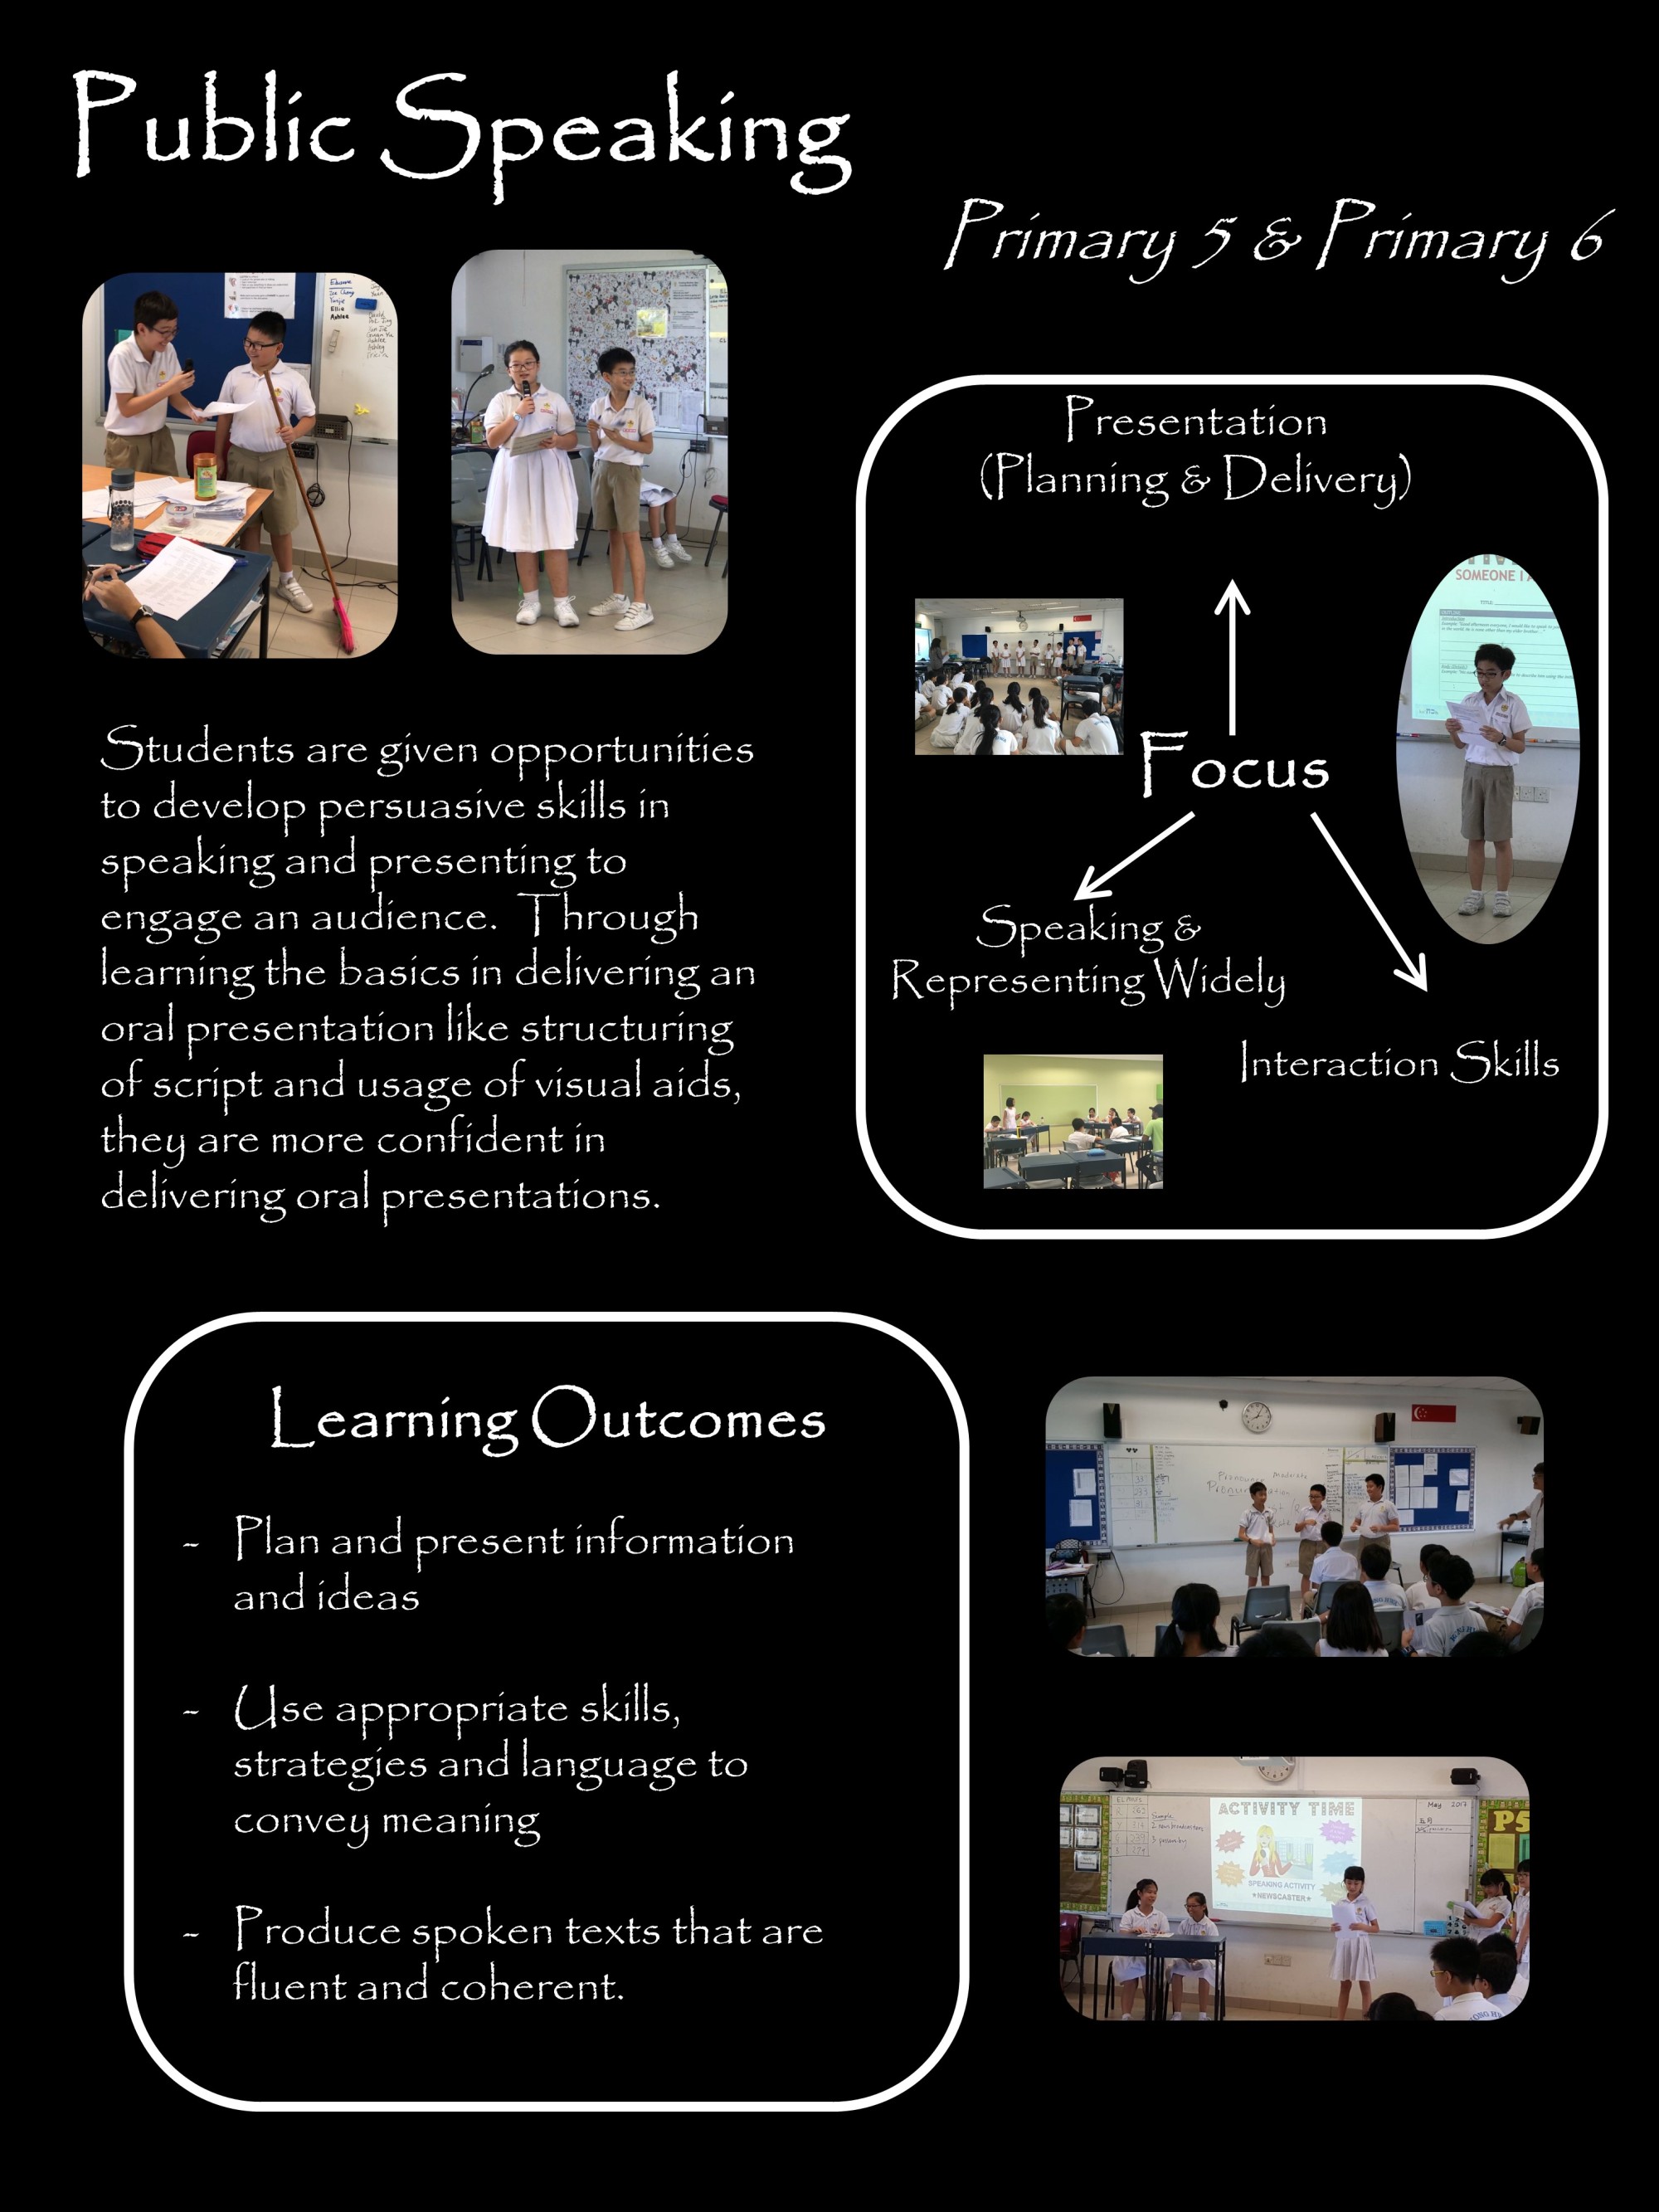 Public Speaking
Primary 5 & Primary 6
Students are given opportunities
to develop persuasive skills in
speaking and presenting to
engage an audience.  Through
learning the basics in delivering an
oral presentation like structuring
of script and usage of visual aids,
they are more confident in
delivering oral presentations.
Presentation
(Planning & Delivery)
SOMEONE I
TITLE:
Focus
Speaking &
Representing Widely
Interaction Skills
Learning Outcomes
- Plan and present information
and ideas
- Use appropriate skills,
strategies and language to
convey meaning
- Produce spoken texts that are
fluent and coherent.
ACTIVITY TIME
SPEAKING ACTIVITY
★NEWSCASTER★
May 2017
P5